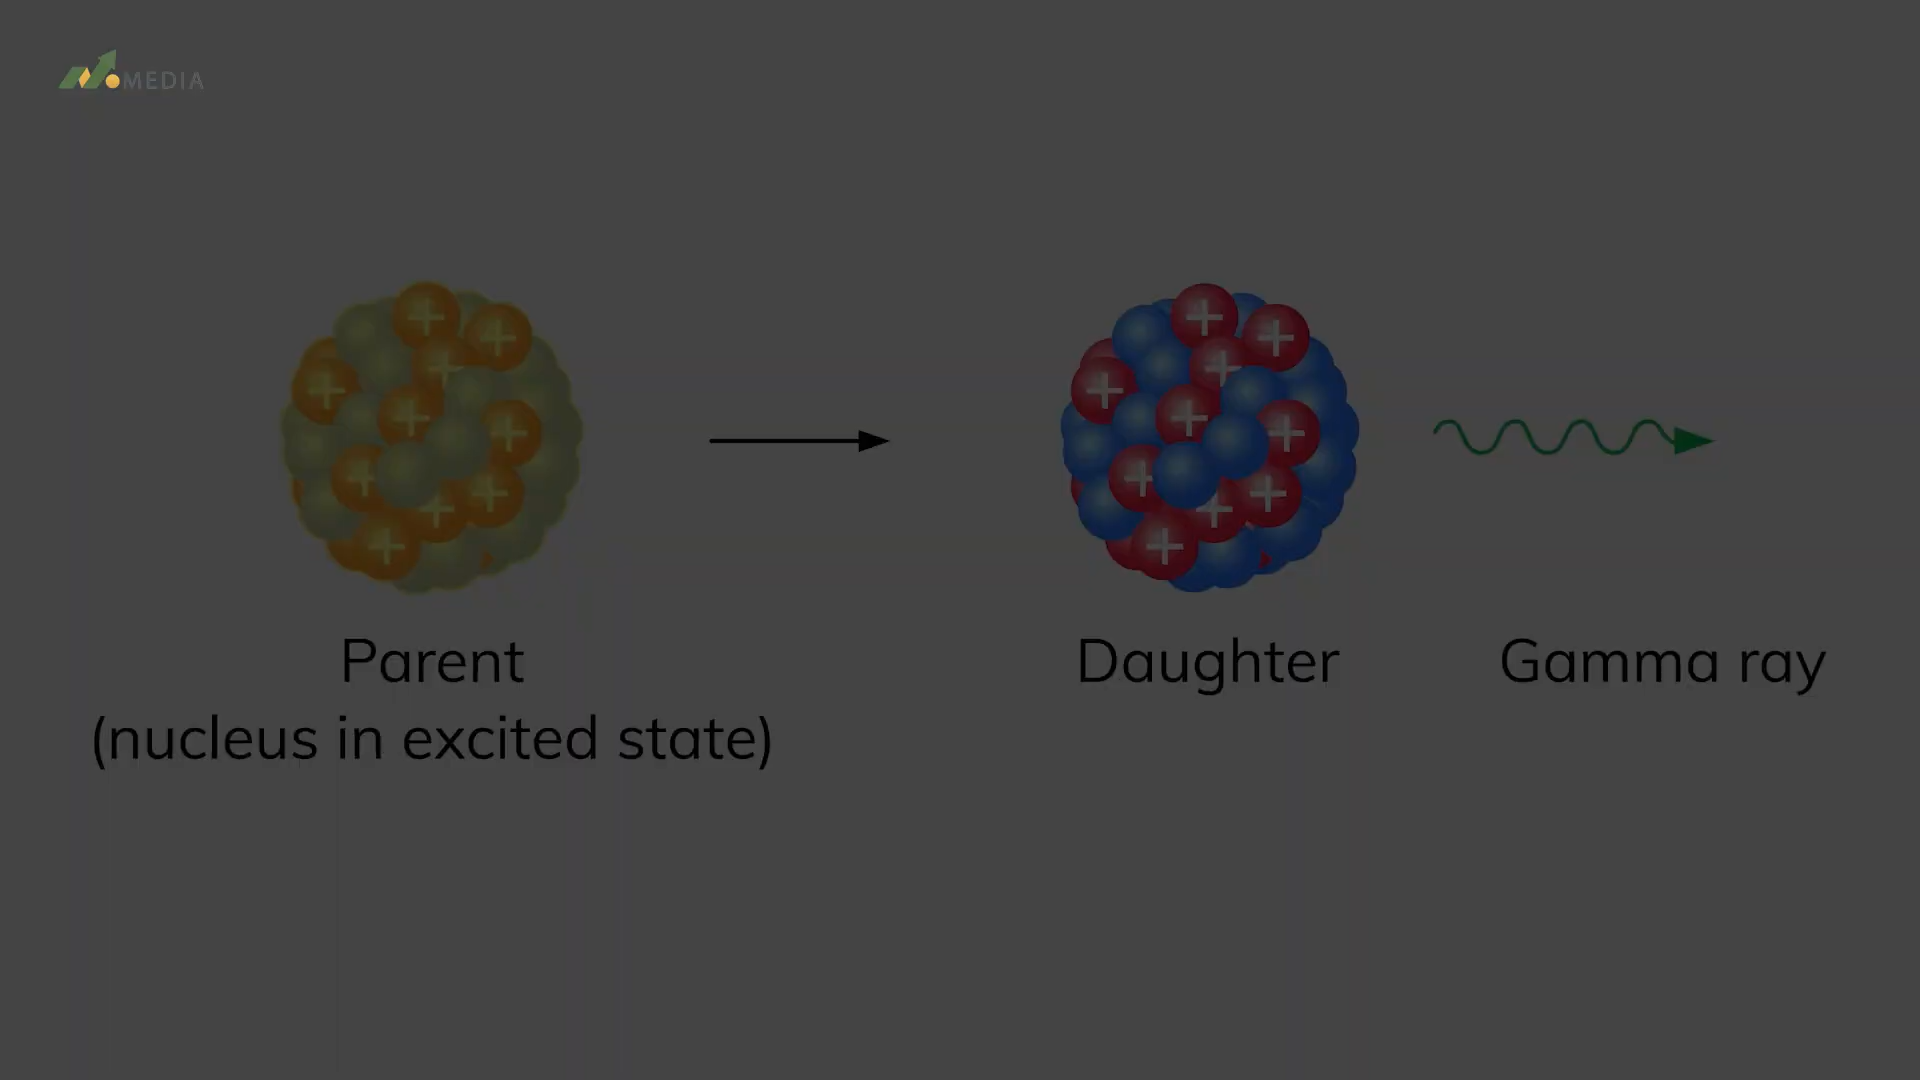 MEDIA
+ +
+
+ + +
+ +
+
+
+ +
+
+ + +
+ +
+
+
Parent
(nucleus in excited state)
Daughter
Gamma ray